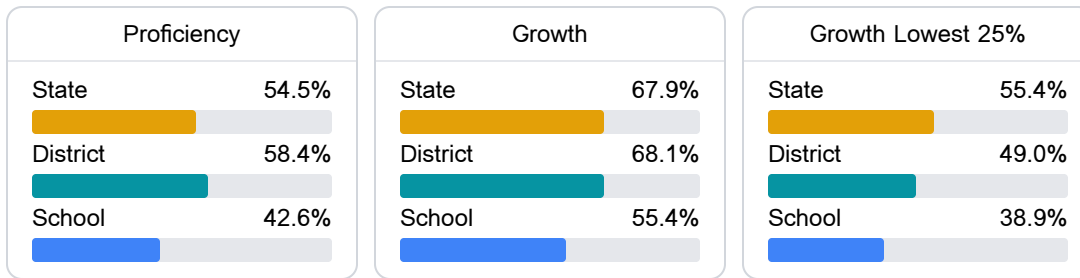 Proficiency
State 54.5%
District 58.4%
School 42.6%
Growth
State 67.9%
District 68.1%
School 55.4%
Growth Lowest 25%
State 55.4%
District 49.0%
School 38.9%